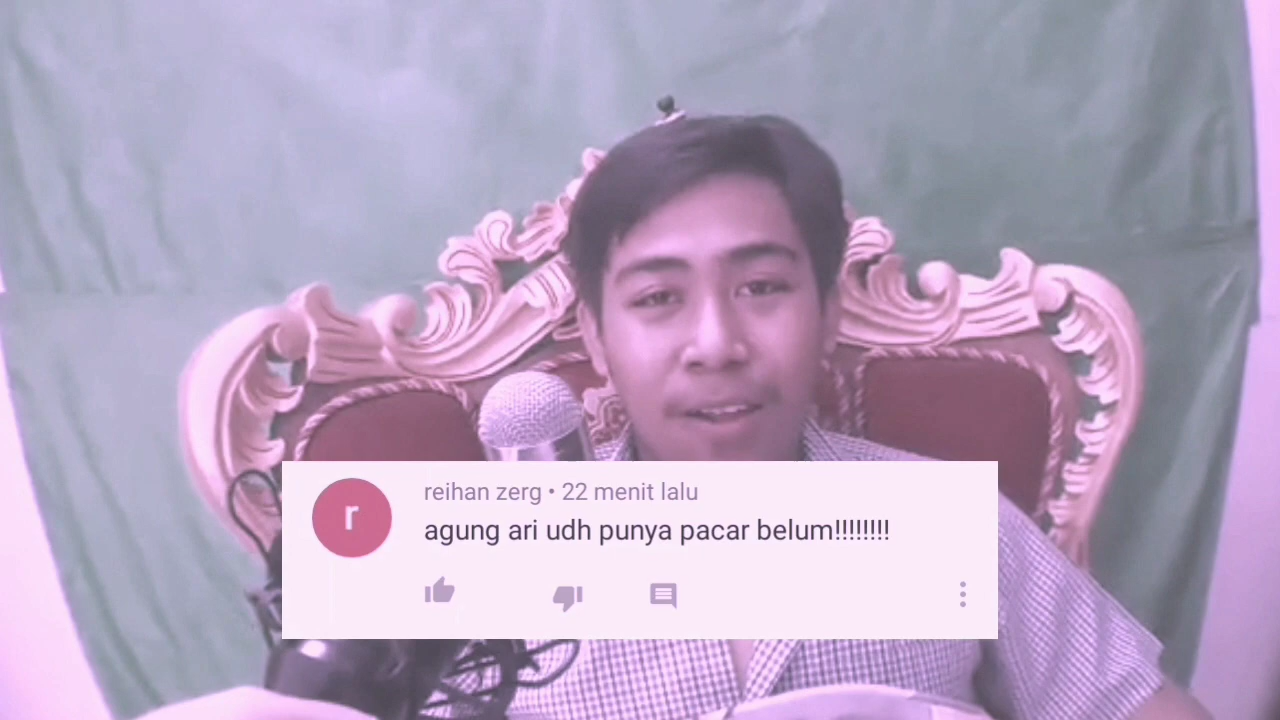 r
reihan zerg • 22 menit lalu
agung ari udh punya pacar belum!!!!!!!!